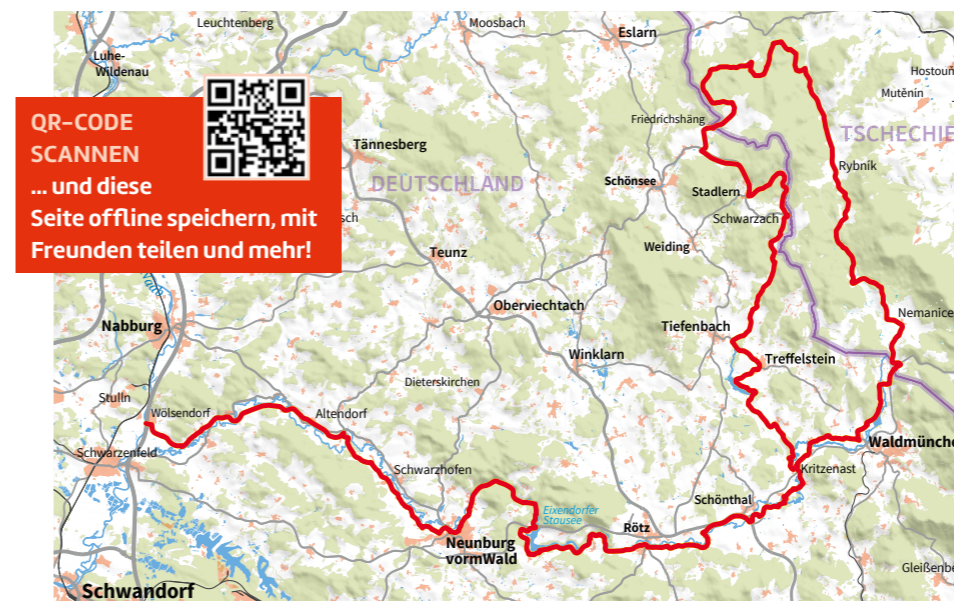 Leuchtenberg
Moosbach
Eslarn
Luhe-
Wildenau
Hostoun
Mutěnin
QR-CODE
SCANNEN
... und diese
Seite offline speichern, mit
Freunden teilen und mehr!
Friedrichshäng
TSCHECHIE
Tännesberg
Rybník
DEUTSCHLAND
Schönsee
Stadlern
sch
Schwarzach
Weiding
Teunz
Oberviechtach
Nemanice
Nabburg
Tiefenbach
Winklarn
Treffelstein
Dieterskirchen
Stulln
Wölsendorf
Altendorf
Waldmünche
Schwarzenfeld
Schwarzhofen
Kritzenast
Schönthal
Eixendorfer
Stausee
Rötz
Neunburg
vormWald
Gleißenbe
Schwandorf